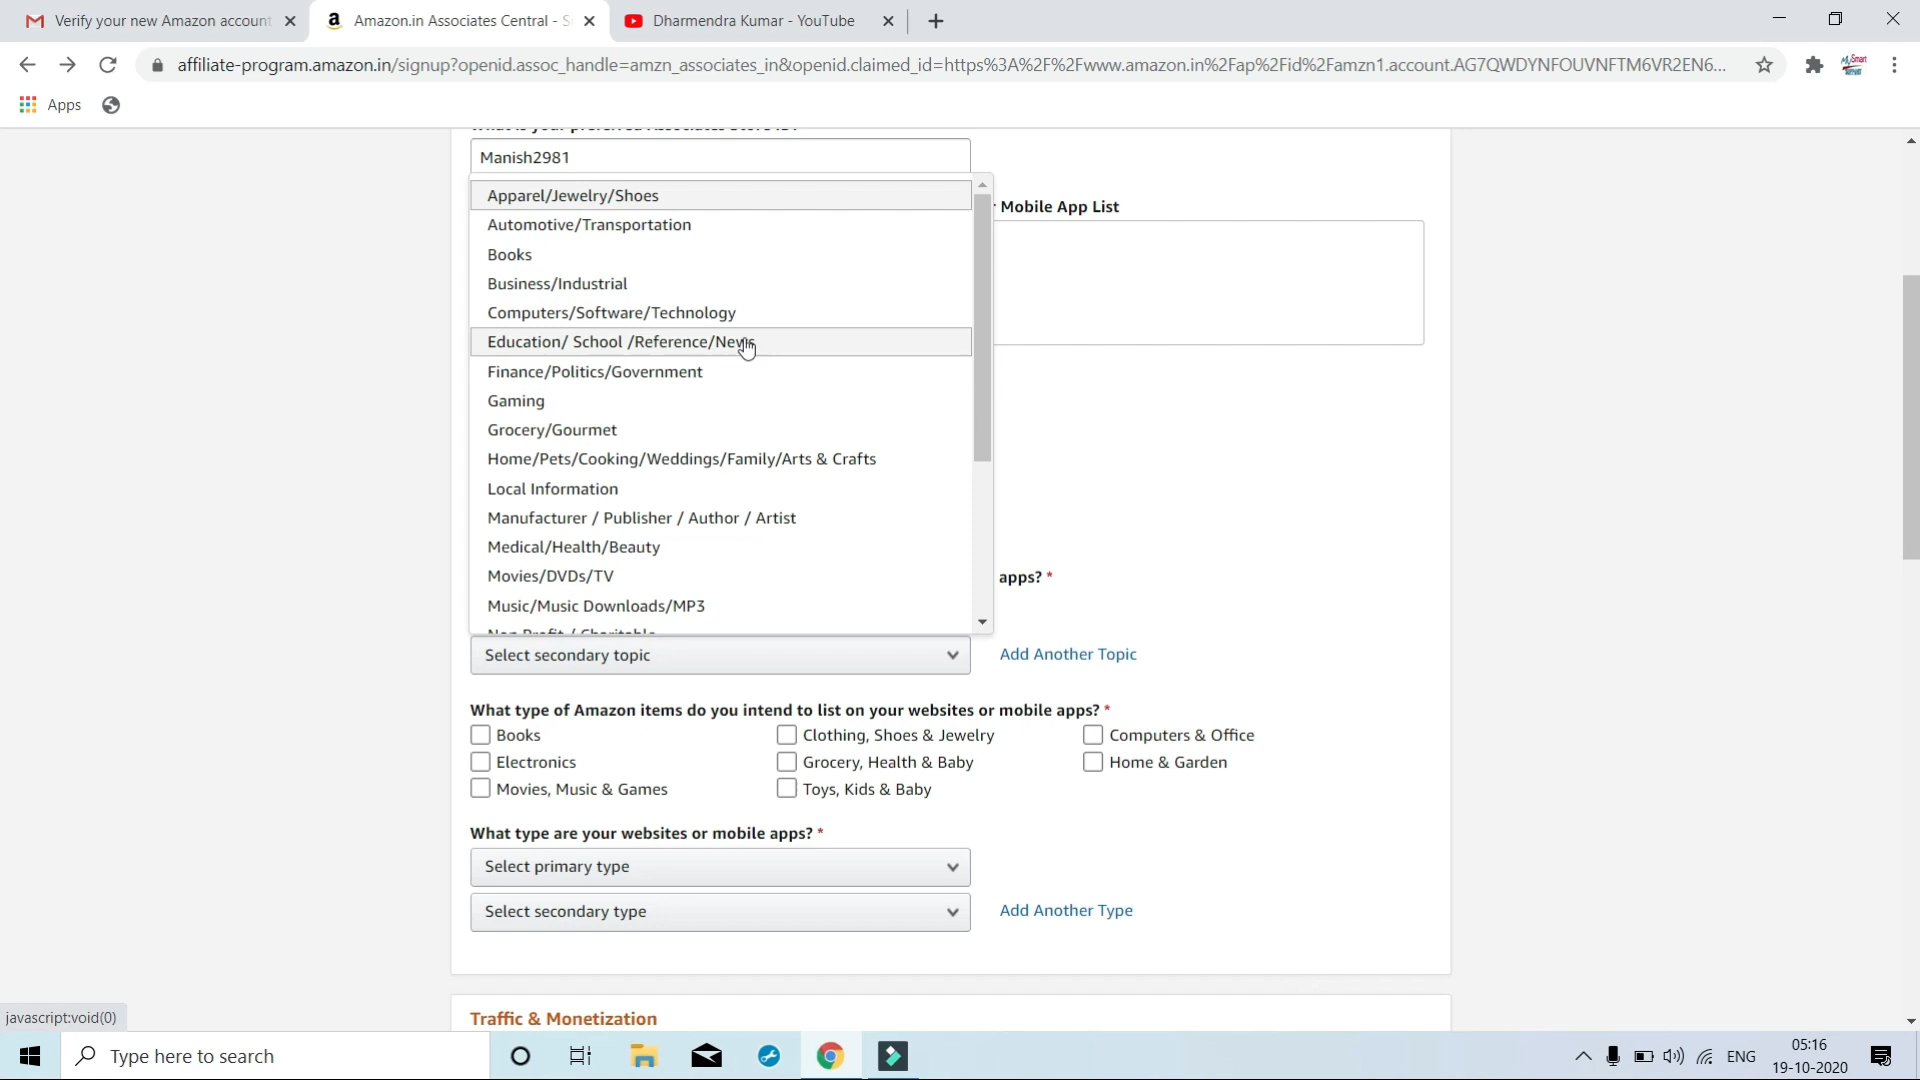 Verify your new Amazon account
Amazon.in Associates Central - S
Dharmendra Kumar - YouTube
affiliate-program.amazon.in/signup?openid.assoc_handle=amzn_associates_in&openid.claimed_id=https%3A%2F%2Fwww.amazon.in%2Fap%2Fid%2Famzn1.account.AG7QWDYNFOUVNFTM6VR2EN6...
Apps
Manish2981
Mobile App List
Apparel/Jewelry/Shoes
Automotive/Transportation
Books
Business/Industrial
Computers/Software/Technology
Education/ School /Reference/News
Finance/Politics/Government
Gaming
Grocery/Gourmet
Home/Pets/Cooking/Weddings/Family/Arts & Crafts
Local Information
Manufacturer / Publisher / Author / Artist
Medical/Health/Beauty
Movies/DVDs/TV
apps? *
Music/Music Downloads/MP3
Select secondary topic
Add Another Topic
What type of Amazon items do you intend to list on your websites or mobile apps? *
Books
Clothing, Shoes & Jewelry
Computers & Office
Electronics
Grocery, Health & Baby
Home & Garden
Movies, Music & Games
Toys, Kids & Baby
What type are your websites or mobile apps? *
Select primary type
Select secondary type
Add Another Type
javascript:void(0)
Traffic & Monetization
Type here to search
ENG
05:16
19-10-2020